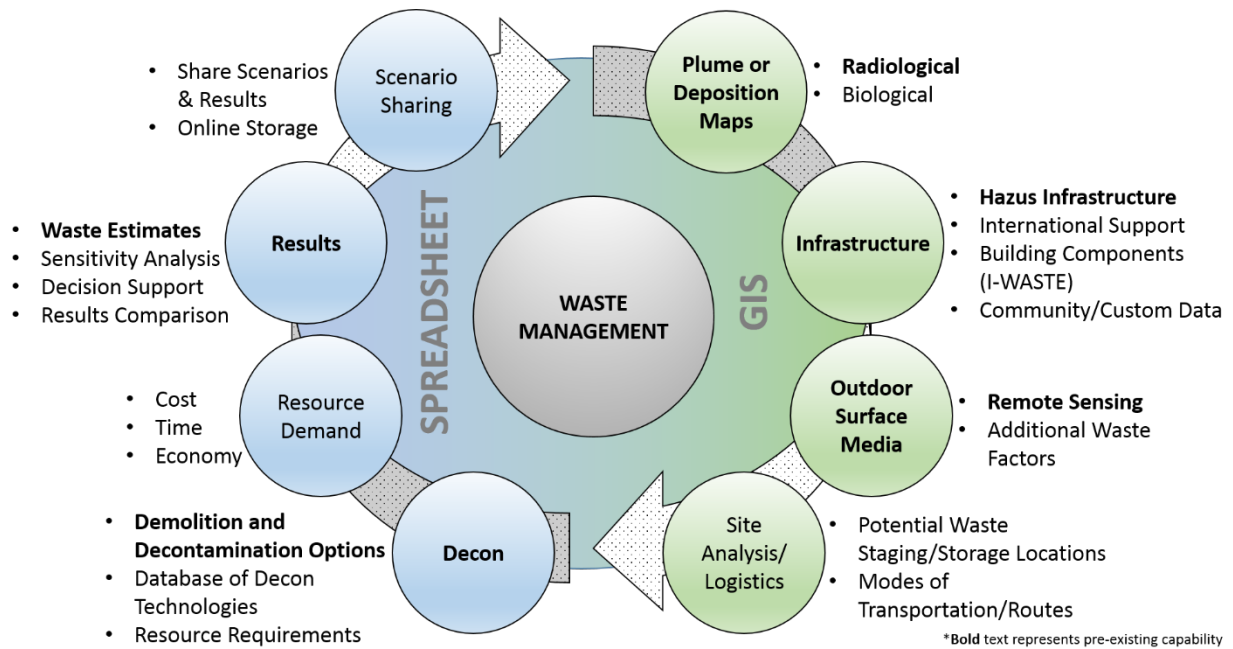 Scenario
Sharing
• Share Scenarios
& Results
• Online Storage
Plume or
Deposition
Maps
• Radiological
• Biological
Results
• Waste Estimates
• Sensitivity Analysis
• Decision Support
• Results Comparison
Infrastructure
• Hazus Infrastructure
• International Support
• Building Components
(I-WASTE)
• Community/Custom Data
SPREADSHEET
WASTE
MANAGEMENT
GIS
Resource
Demand
• Cost
• Time
• Economy
Outdoor
Surface
Media
• Remote Sensing
• Additional Waste
Factors
Decon
• Demolition and
Decontamination Options
• Database of Decon
Technologies
• Resource Requirements
Site
Analysis/
Logistics
• Potential Waste
Staging/Storage Locations
• Modes of
Transportation/Routes
*Bold text represents pre-existing capability